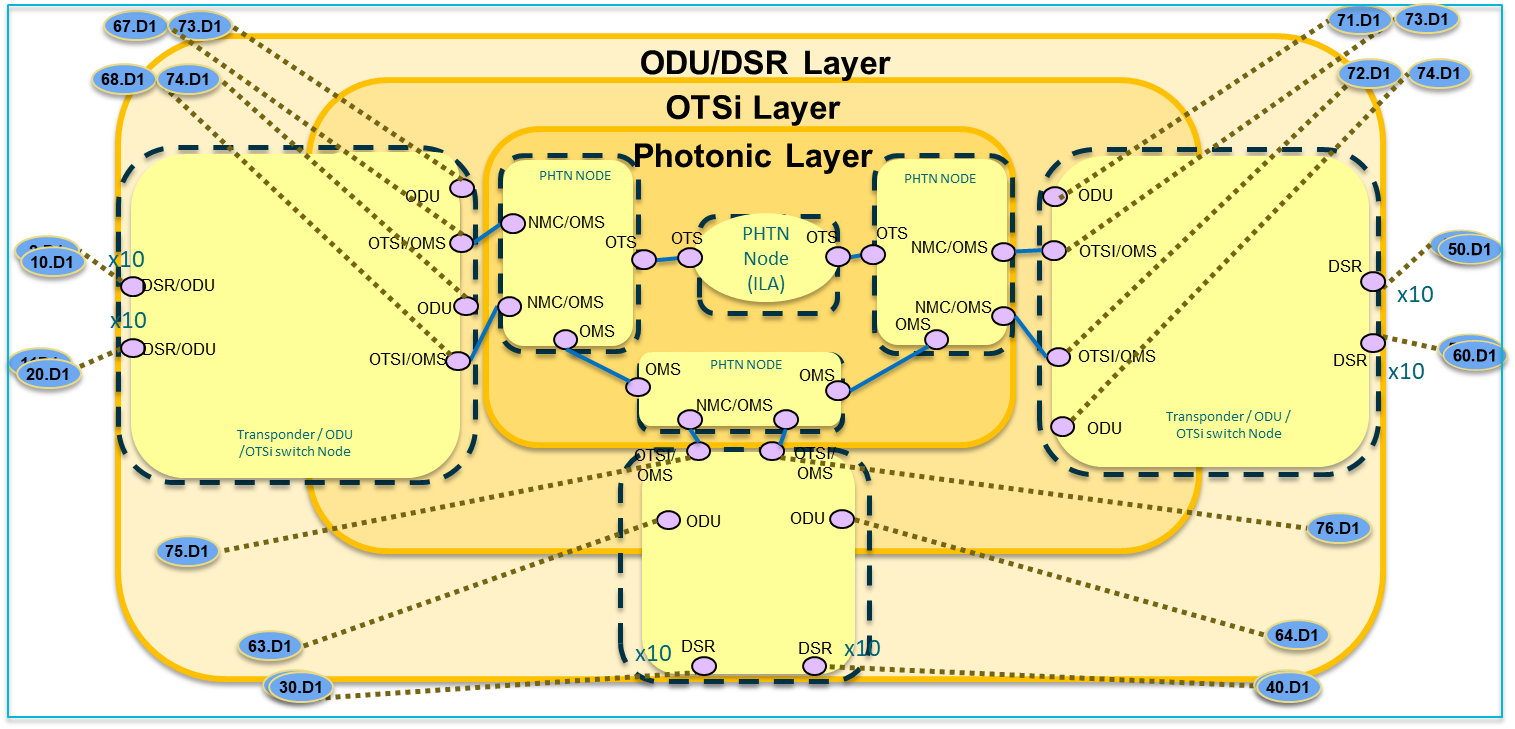 67.D1
73.D1
71.D1
73.D1
68.D1
74.D1
72.D1
74.D1
ODU/DSR Layer
OTSi Layer
Photonic Layer
PHTN NODE
PHTN NODE
ODU
ODU
NMC/OMS
OTSI/OMS
OTS
OTS
PHTN
Node
(ILA)
OTS
OTS
NMC/OMS
OTSI/OMS
10.D1
x10
DSR/ODU
50.D1
DSR
x10
ODU
NMC/OMS
NMC/OMS
OMS
OMS
x10
DSR/ODU
OTSI/OMS
OTSI/OMS
20.D1
60.D1
DSR
x10
PHTN NODE
OMS
OMS
NMC/OMS
Transponder / ODU
/OTSi switch Node
Transponder / ODU /
OTSi switch Node
ODU
OTSI/
OMS
OTSI/
OMS
ODU
ODU
75.D1
76.D1
63.D1
64.D1
x10
DSR
DSR
x10
30.D1
40.D1